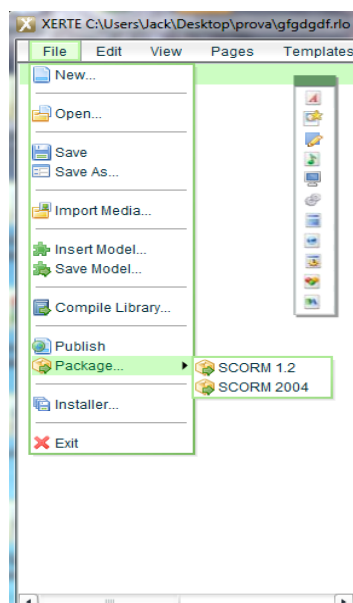 XERTE C:\Users\Jack\Desktop\prova\gfgdgdf.rlo
File Edit View Pages Templates
New...
Open...
Save
Save As...
Import Media...
Insert Model...
Save Model...
Compile Library...
Publish
Package...
SCORM 1.2
SCORM 2004
Installer...
Exit